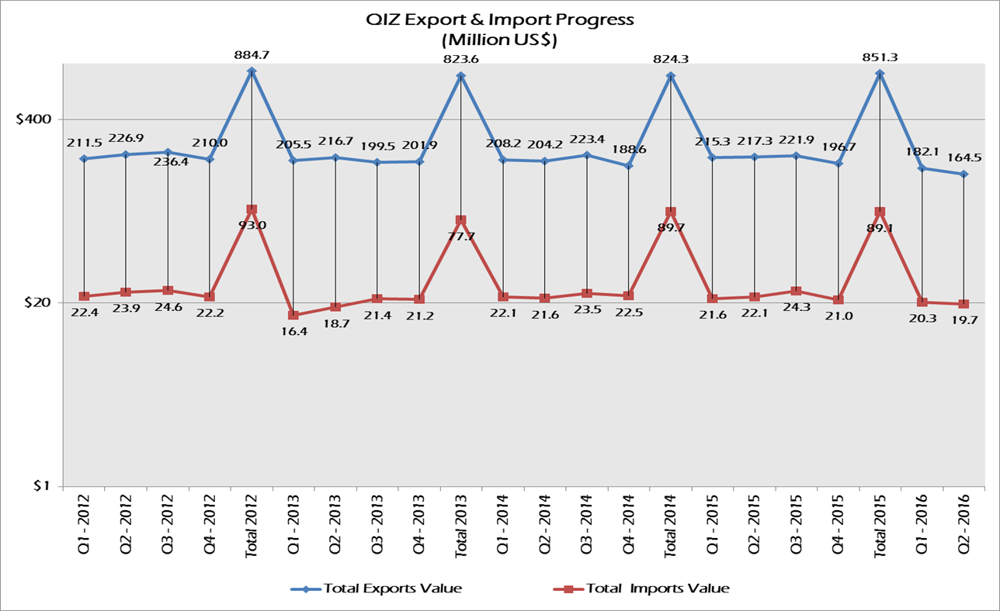 QIZ Export & Import Progress
(Million US$)
884.7
823.6
824.3
851.3
$400
211.5 226.9 236.4 210.0 205.5 216.7 199.5 201.9 208.2 204.2 223.4 188.6 215.3 217.3 221.9 196.7 182.1 164.5
93.0 77.7 89.7 89.1
$20
22.4 23.9 24.6 22.2 16.4 18.7 21.4 21.2 22.1 21.6 23.5 22.5 21.6 22.1 24.3 21.0 20.3 19.7
$1
Q1 - 2012
Q2 - 2012
Q3 - 2012
Q4 - 2012
Total 2012
Q1 - 2013
Q2 - 2013
Q3 - 2013
Q4 - 2013
Total 2013
Q1 - 2014
Q2 - 2014
Q3 - 2014
Q4 - 2014
Total 2014
Q1 - 2015
Q2 - 2015
Q3 - 2015
Q4 - 2015
Total 2015
Q1 - 2016
Q2 - 2016
Total Exports Value
Total Imports Value